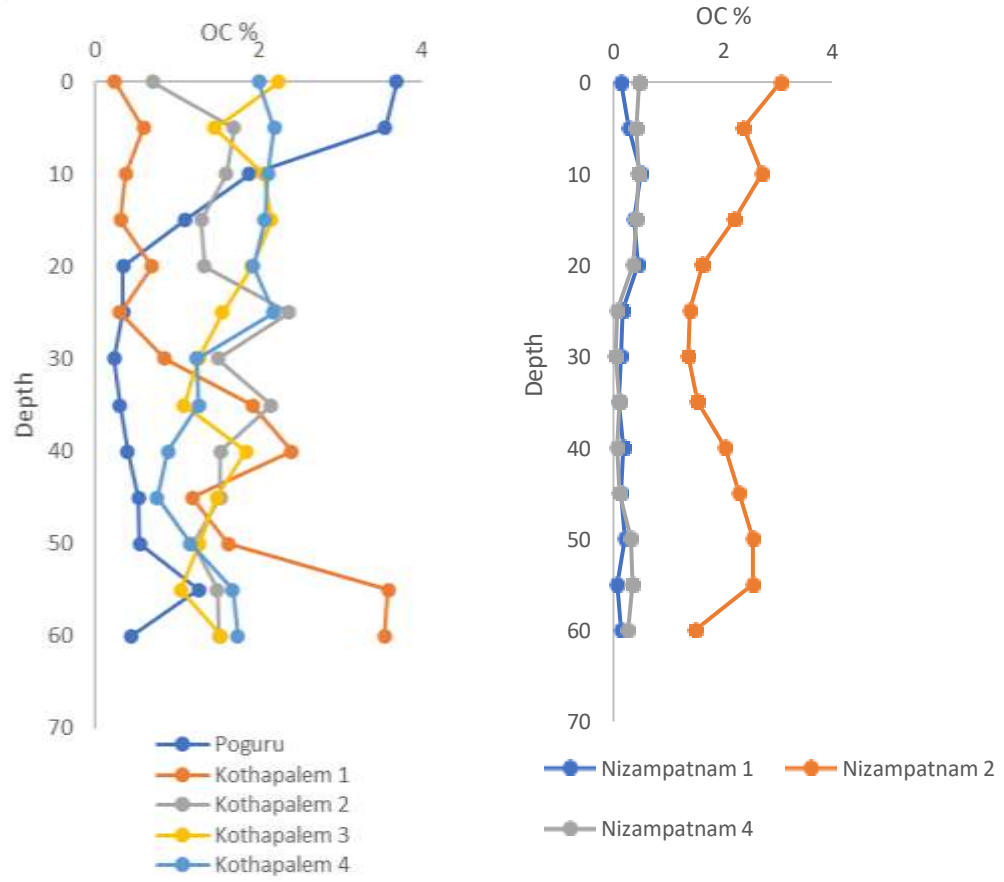 OC %
0 2 4
0
10
20
30
40
50
60
70
Depth
Poguru
Kothapalem 1
Kothapalem 2
Kothapalem 3
Kothapalem 4
OC %
0 2 4
0
10
20
30
40
50
60
70
Depth
Nizampatnam 1 Nizampatnam 2
Nizampatnam 4